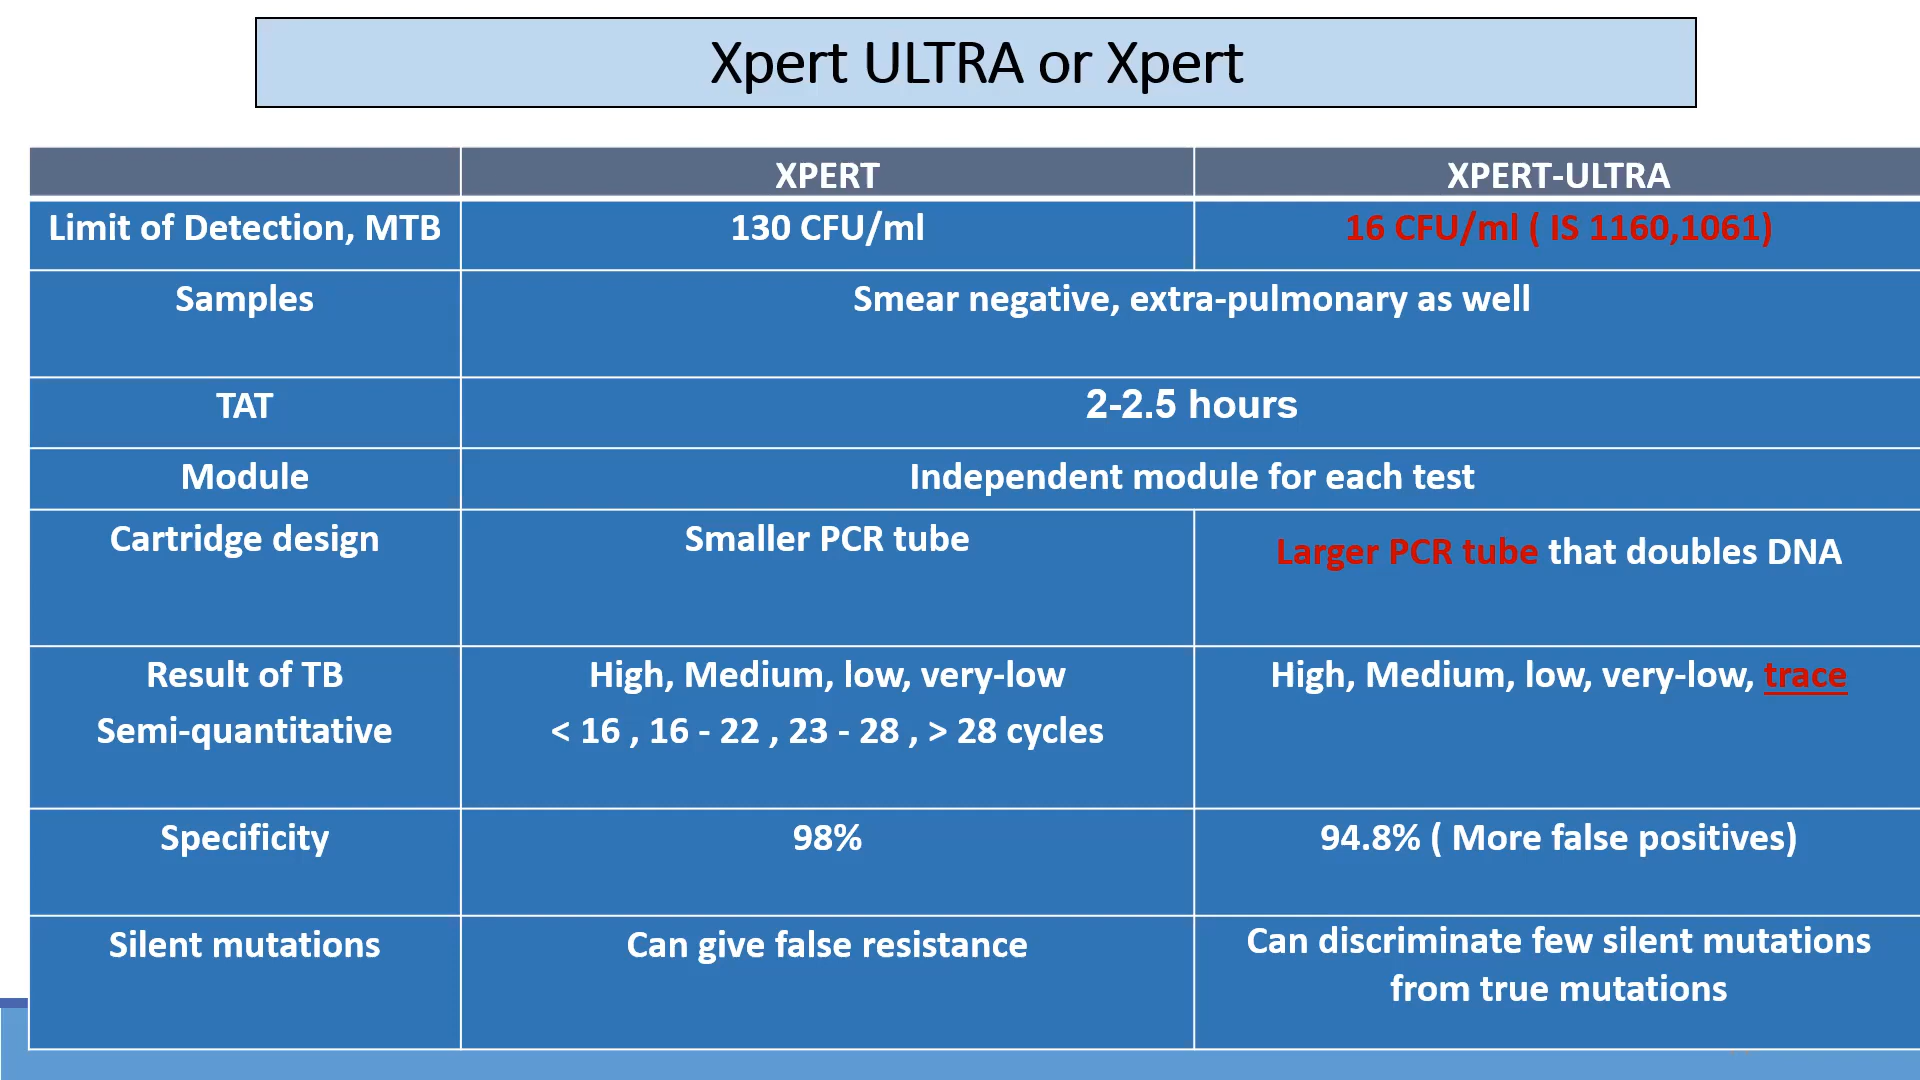 Xpert ULTRA or Xpert
XPERT
XPERT-ULTRA
Limit of Detection, MTB
130 CFU/ml
16 CFU/ml ( IS 1160,1061)
Samples
Smear negative, extra-pulmonary as well
TAT
2-2.5 hours
Module
Independent module for each test
Cartridge design
Smaller PCR tube
Larger PCR tube that doubles DNA
Result of TB
Semi-quantitative
High, Medium, low, very-low
< 16 , 16 - 22 , 23 - 28 , > 28 cycles
High, Medium, low, very-low, trace
Specificity
98%
94.8% ( More false positives)
Silent mutations
Can give false resistance
Can discriminate few silent mutations
from true mutations